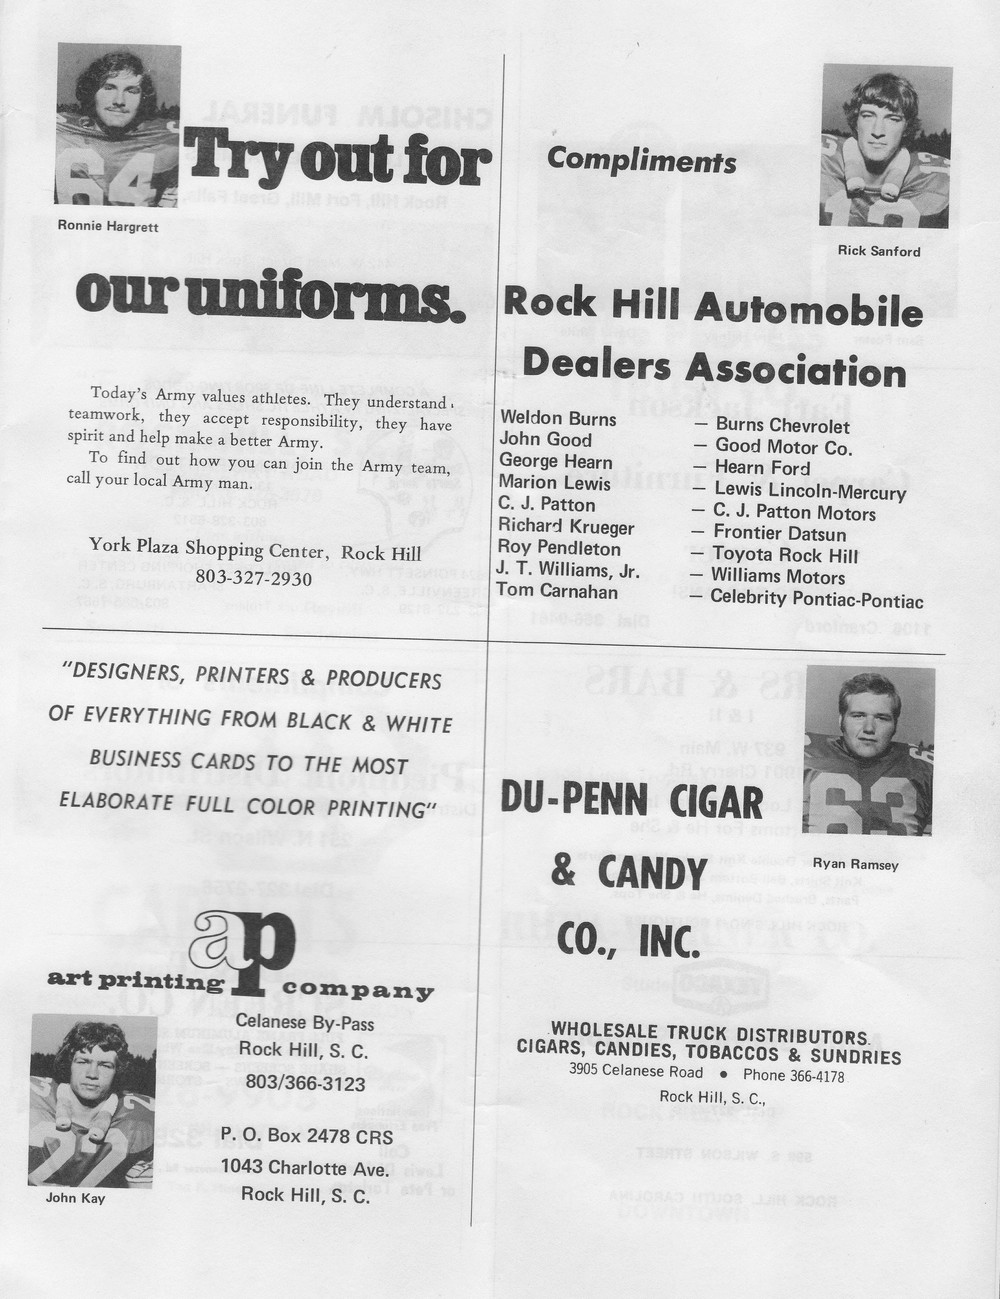 64
Ronnie Hargrett
Try out for
our uniforms.
Today's Army values athletes. They understand
teamwork, they accept responsibility, they have
spirit and help make a better Army.
To find out how you can join the Army team,
call your local Army man.
York Plaza Shopping Center, Rock Hill
803-327-2930
Compliments
Rick Sanford
Rock Hill Automobile
Dealers Association
Weldon Burns — Burns Chevrolet
John Good — Good Motor Co.
George Hearn — Hearn Ford
Marion Lewis — Lewis Lincoln-Mercury
C. J. Patton — C. J. Patton Motors
Richard Krueger — Frontier Datsun
Roy Pendleton — Toyota Rock Hill
J. T. Williams, Jr. — Williams Motors
Tom Carnahan — Celebrity Pontiac-Pontiac
"DESIGNERS, PRINTERS & PRODUCERS
OF EVERYTHING FROM BLACK & WHITE
BUSINESS CARDS TO THE MOST
ELABORATE FULL COLOR PRINTING"
ap
art printing company
Celanese By-Pass
Rock Hill, S. C.
803/366-3123
P. O. Box 2478 CRS
1043 Charlotte Ave.
Rock Hill, S. C.
John Kay
63
Ryan Ramsey
DU-PENN CIGAR
& CANDY
CO., INC.
WHOLESALE TRUCK DISTRIBUTORS
CIGARS, CANDIES, TOBACCOS & SUNDRIES
3905 Celanese Road • Phone 366-4178
Rock Hill, S. C.,